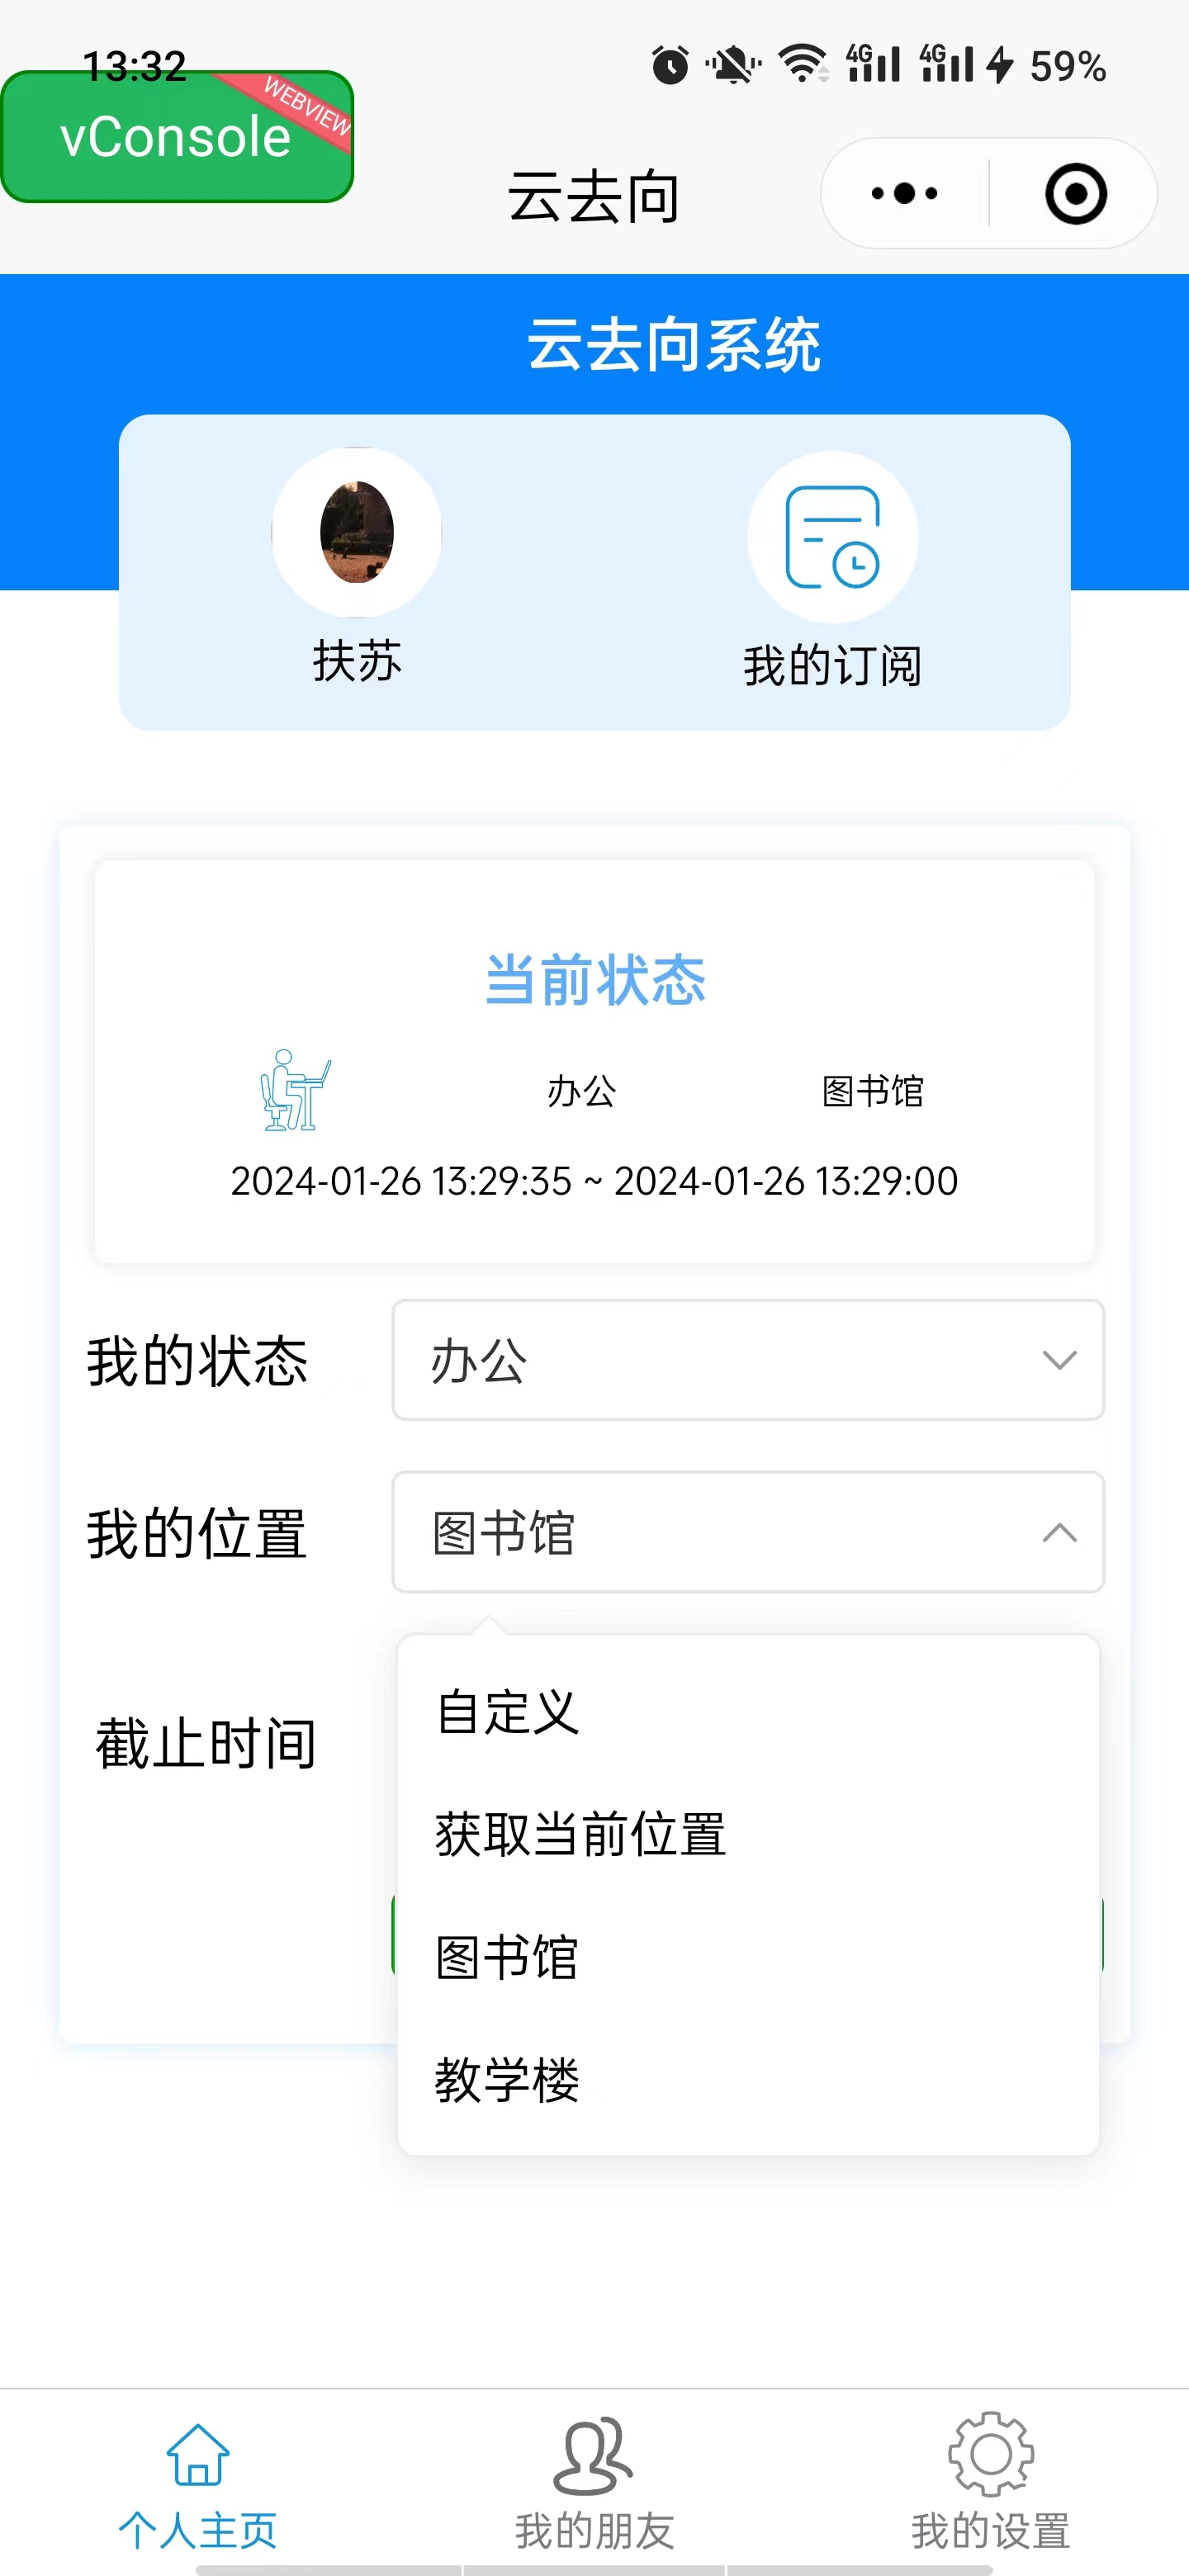 13:32
4G 4G 59%
vConsole
WEBVIEW
云去向
云去向系统
扶苏
我的订阅
当前状态
办公
图书馆
2024-01-26 13:29:35 ~ 2024-01-26 13:29:00
我的状态
办公
我的位置
图书馆
截止时间
自定义
获取当前位置
图书馆
教学楼
个人主页
我的朋友
我的设置